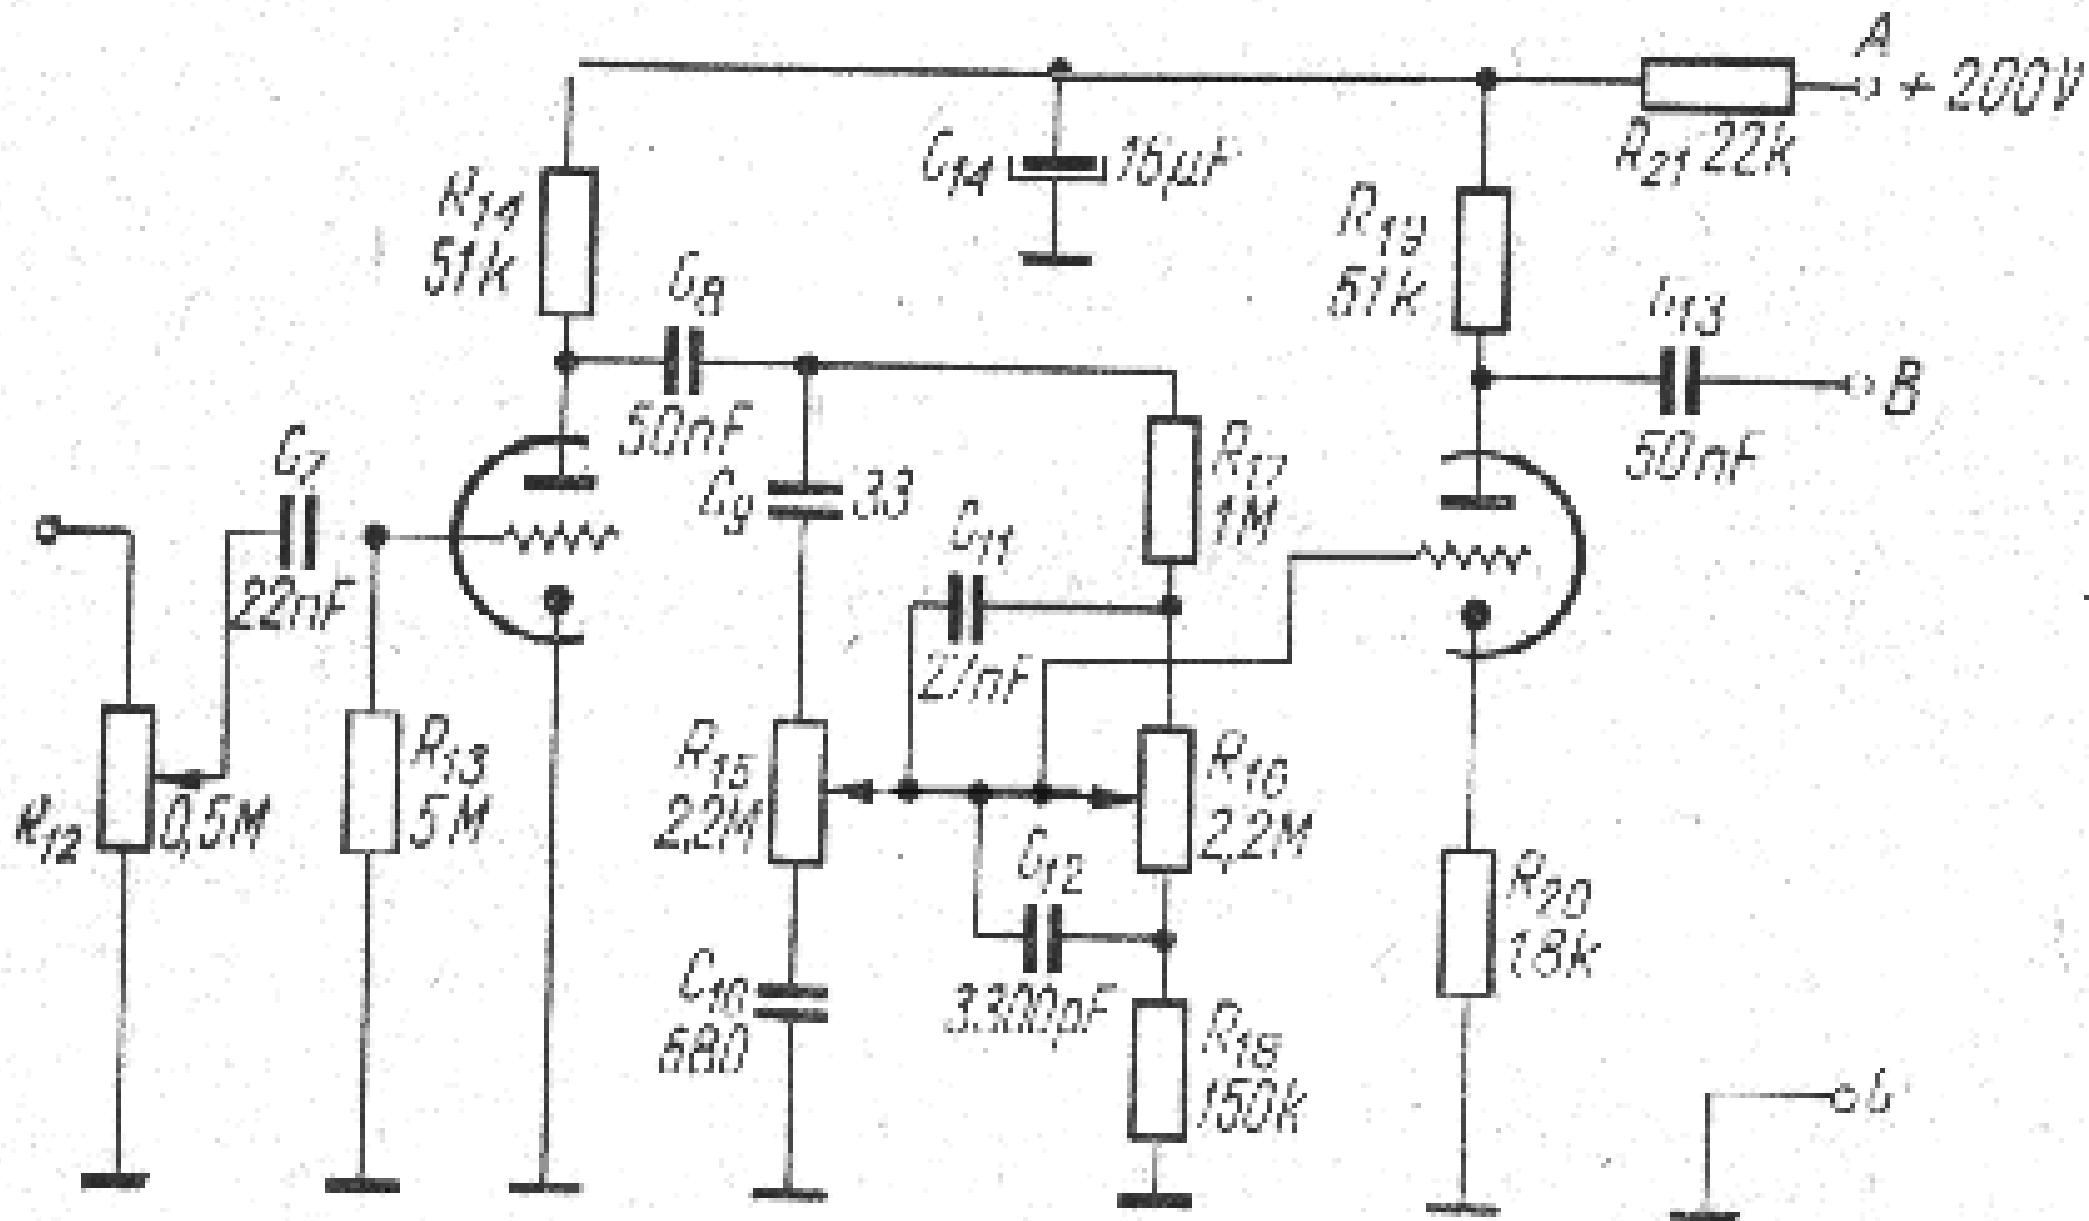 A
+ 200V
R21 22k
C14 16µF
R14
51k
R19
51k
C8
50nF
C13
50nF
B
C7
22nF
C9 33
R17
1M
C11
27nF
R12 0,5M
R13
5M
R15
2,2M
R16
2,2M
C12
3300pF
R20
1,8k
C10
680
R18
150k